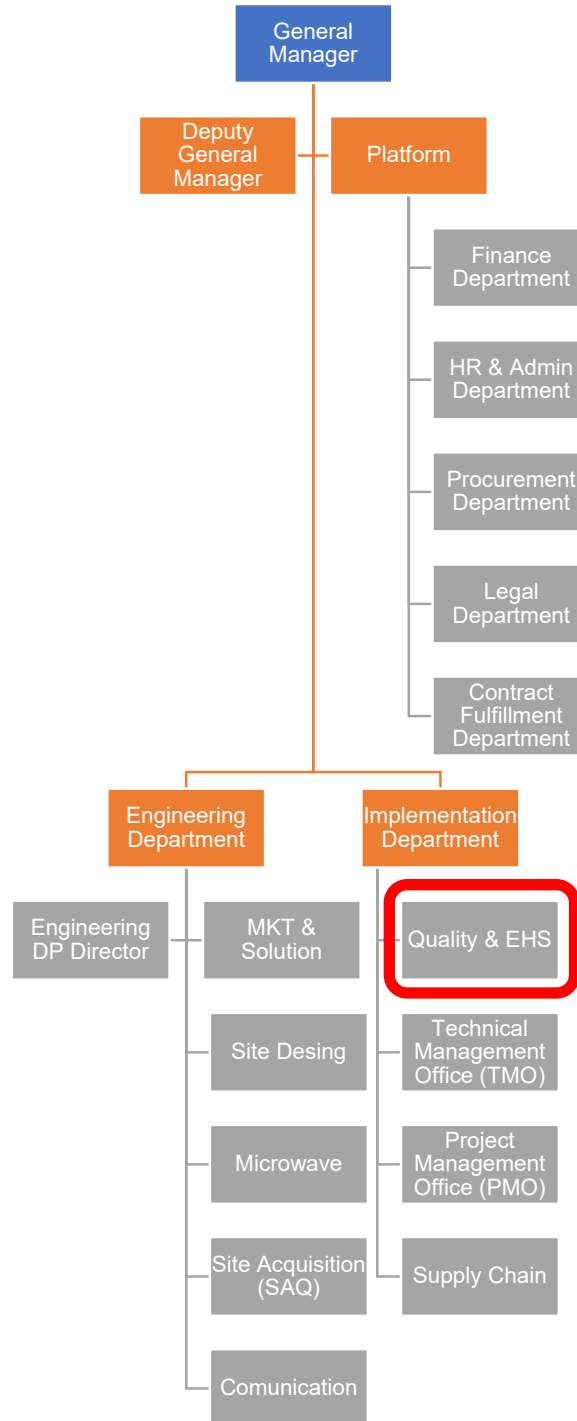 General
Manager
Deputy
General
Manager
Platform
Finance
Department
HR & Admin
Department
Procurement
Department
Legal
Department
Contract
Fulfillment
Department
Engineering
Department
Implementation
Department
Engineering
DP Director
MKT &
Solution
Quality & EHS
Site Desing
Technical
Management
Office (TMO)
Microwave
Project
Management
Office (PMO)
Site Acquisition
(SAQ)
Supply Chain
Comunication